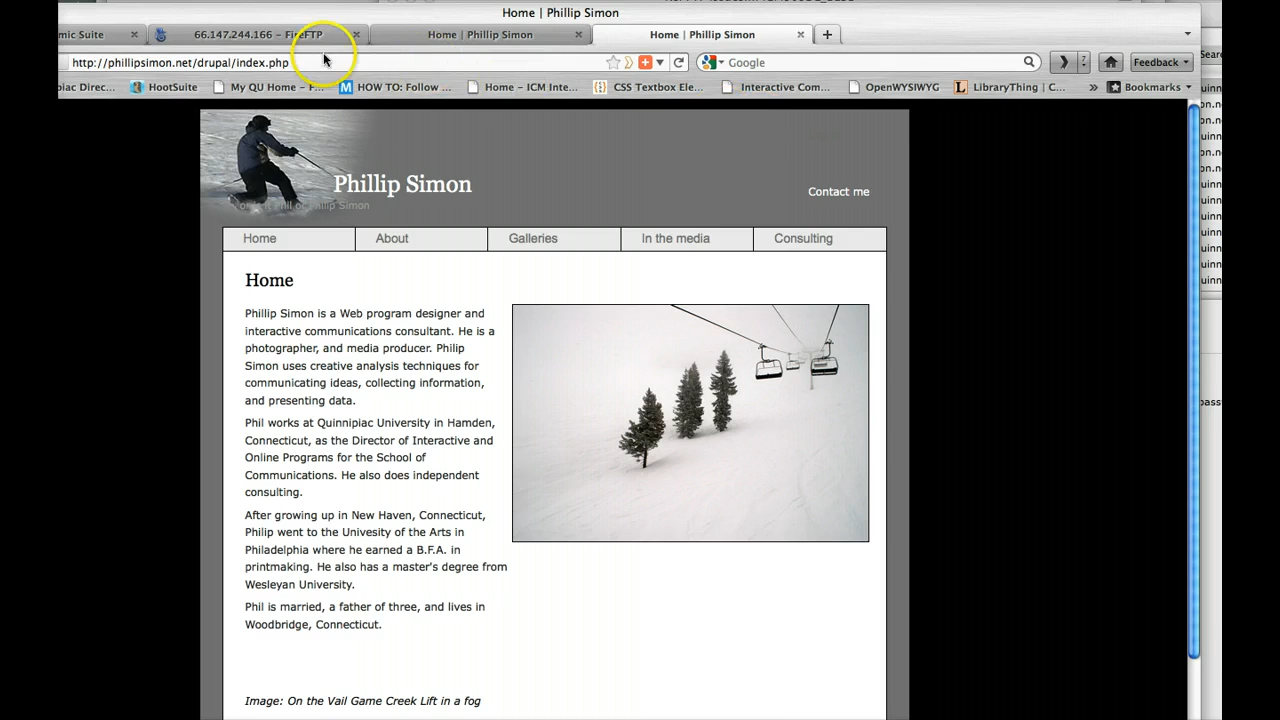 Home | Phillip Simon
mic Suite
66.147.244.166 – FireFTP
Home | Phillip Simon
Home | Phillip Simon
http://phillipsimon.net/drupal/index.php
Google
Feedback
piac Direc...
HootSuite
My QU Home – F...
HOW TO: Follow ...
Home – ICM Inte...
CSS Textbox Ele...
Interactive Com...
OpenWYSIWYG
LibraryThing | C...
Bookmarks
Phillip Simon
Contact me
Home
About
Galleries
In the media
Consulting
Home
Phillip Simon is a Web program designer and
interactive communications consultant. He is a
photographer, and media producer. Philip
Simon uses creative analysis techniques for
communicating ideas, collecting information,
and presenting data.
Phil works at Quinnipiac University in Hamden,
Connecticut, as the Director of Interactive and
Online Programs for the School of
Communications. He also does independent
consulting.
After growing up in New Haven, Connecticut,
Philip went to the Univesity of the Arts in
Philadelphia where he earned a B.F.A. in
printmaking. He also has a master's degree from
Wesleyan University.
Phil is married, a father of three, and lives in
Woodbridge, Connecticut.
Image: On the Vail Game Creek Lift in a fog